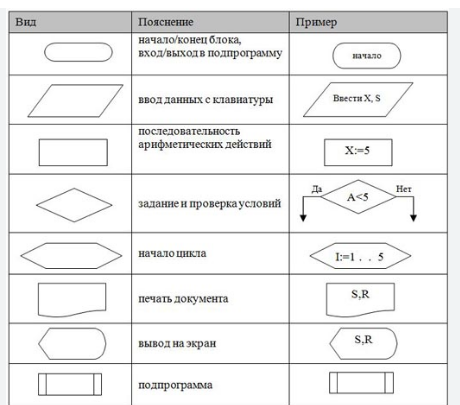 Вид Пояснение Пример
начало/конец блока,
вход/выход в подпрограмму
начало
ввод данных с клавиатуры
Ввести X, S
последовательность
арифметических действий
X:=5
задание и проверка условий
Да Нет
A<5
начало цикла
I:=1 . . 5
печать документа
S,R
вывод на экран
S,R
подпрограмма